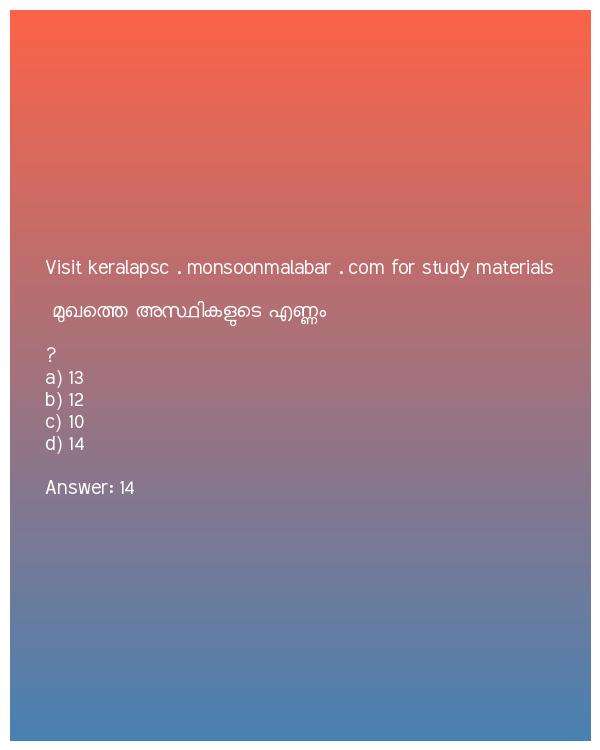 Visit keralapsc . monsoonmalabar . com for study materials
മുഖത്തെ അസ്ഥികളുടെ എണ്ണം
?
a) 13
b) 12
c) 10
d) 14
Answer: 14